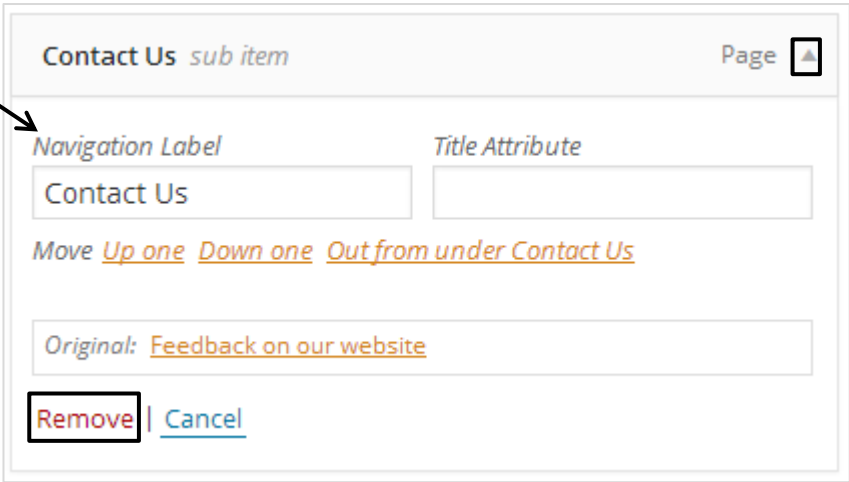 Contact Us sub item Page
Navigation Label Title Attribute
Contact Us
Move Up one Down one Out from under Contact Us
Original: Feedback on our website
Remove | Cancel